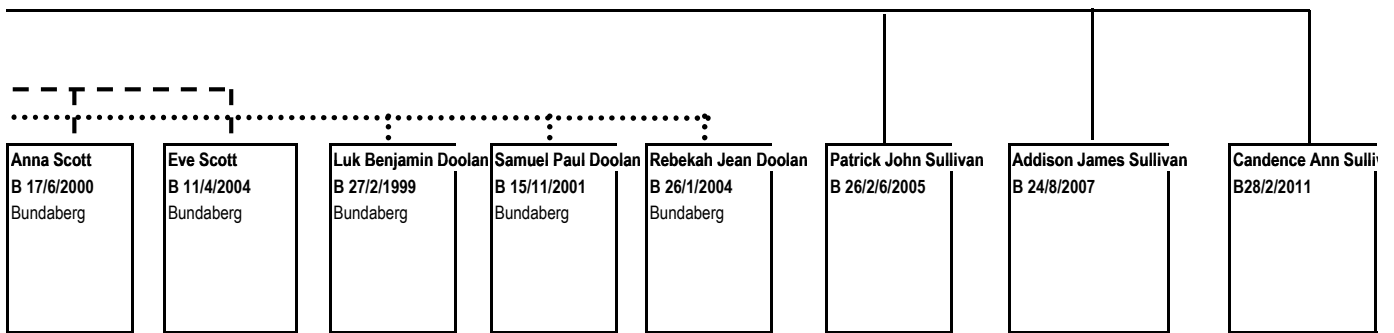 Anna Scott
B 17/6/2000
Bundaberg
Eve Scott
B 11/4/2004
Bundaberg
Luk Benjamin Doolan
B 27/2/1999
Bundaberg
Samuel Paul Doolan
B 15/11/2001
Bundaberg
Rebekah Jean Doolan
B 26/1/2004
Bundaberg
Patrick John Sullivan
B 26/2/6/2005
Addison James Sullivan
B 24/8/2007
Candence Ann Sulliv
B28/2/2011